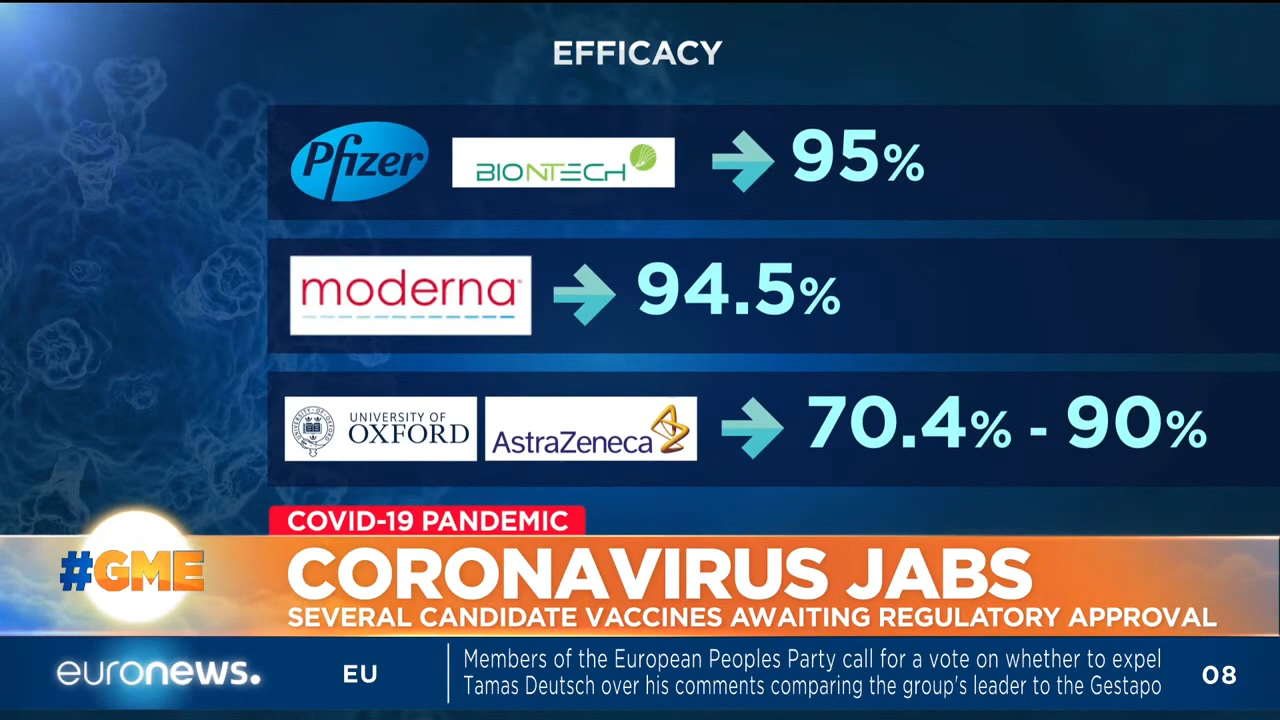 EFFICACY
Pfizer BIONTECH 95%
moderna 94.5%
UNIVERSITY OF
OXFORD AstraZeneca 70.4% - 90%
COVID-19 PANDEMIC
#GME CORONAVIRUS JABS
SEVERAL CANDIDATE VACCINES AWAITING REGULATORY APPROVAL
euronews. EU
Members of the European Peoples Party call for a vote on whether to expel
Tamas Deutsch over his comments comparing the group's leader to the Gestapo
08